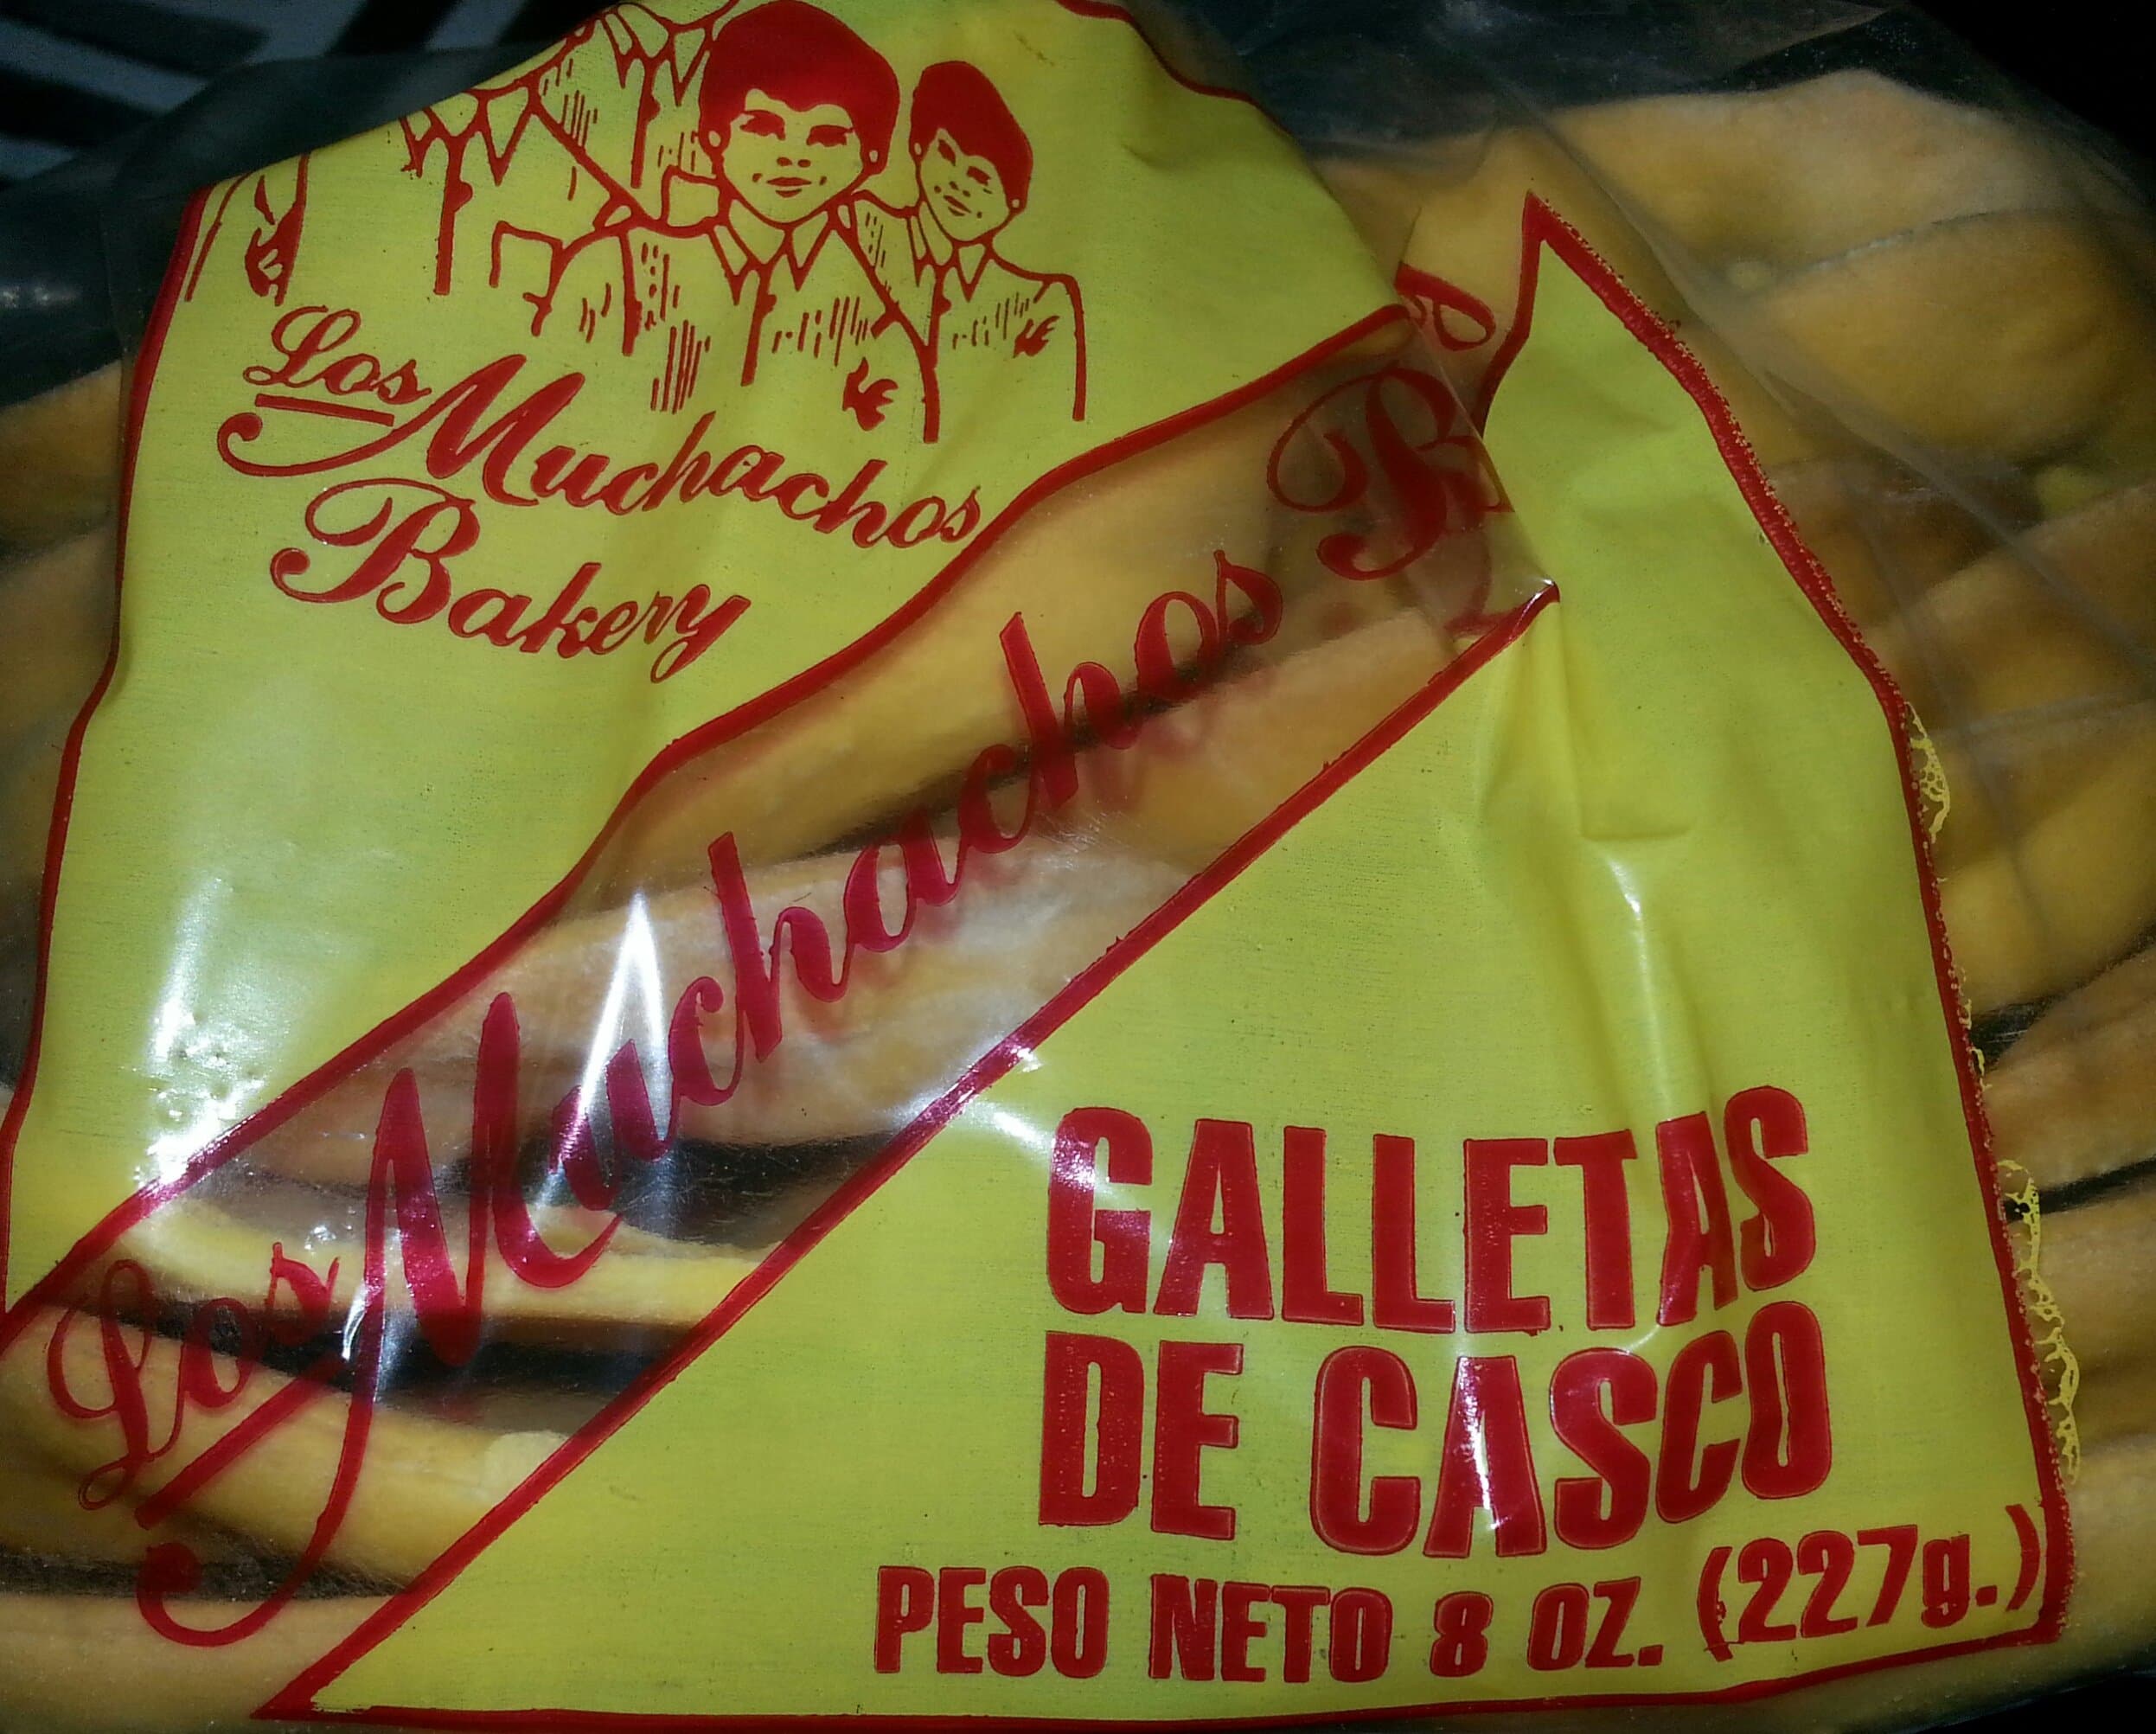 Los Muchachos
Bakery
Los Muchachos
GALLETAS
DE CASCO
PESO NETO 8 OZ. (227g.)